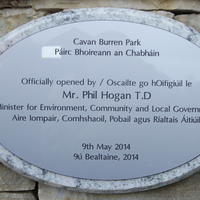 Cavan Burren Park
Páirc Bhoireann an Chabháin
Officially opened by / Oscailte go hOifigiúil le
Mr. Phil Hogan T.D
Minister for Environment, Community and Local Government
Aire Iompair, Comhshaoil, Pobail agus Rialtais Áitiúil
9th May 2014
9ú Bealtaine, 2014